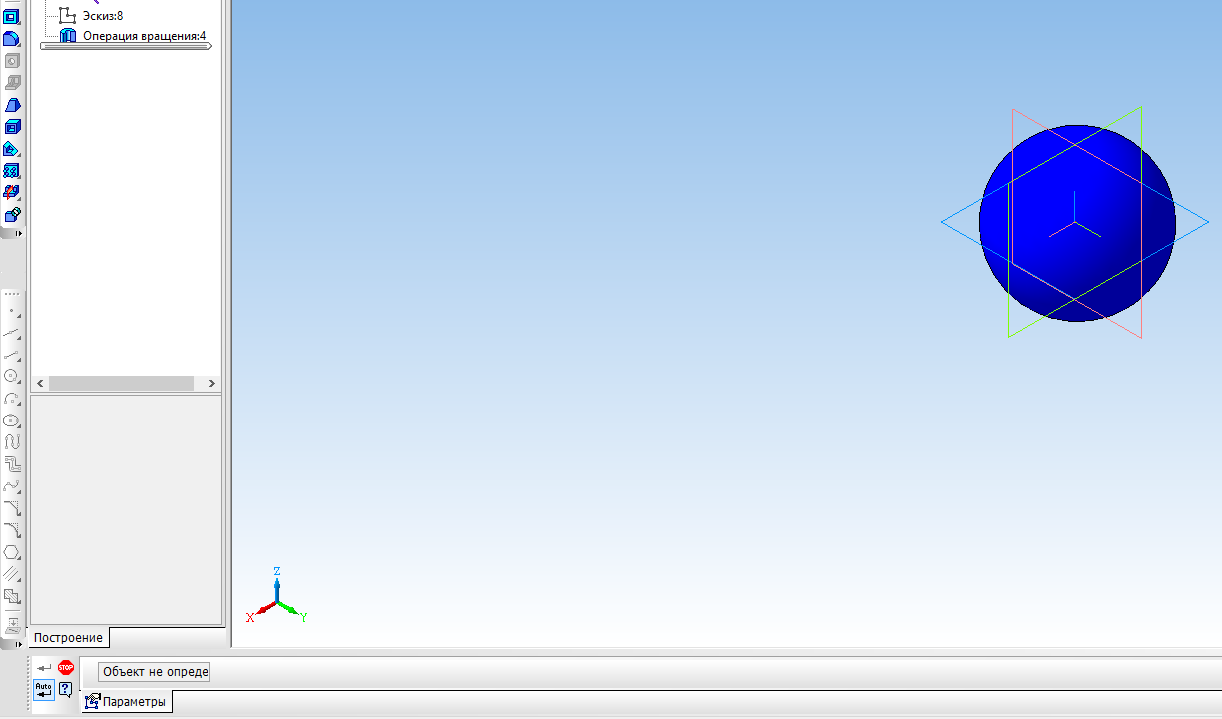 Эскиз:8
Операция вращения:4
Z
X
Y
Построение
STOP
Объект не опреде
Auto
?
Параметры